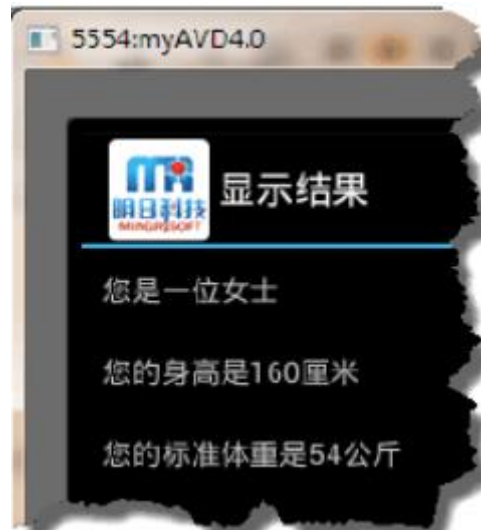 5554:myAVD4.0
明日科技
MINGRISOFT
显示结果
您是一位女士
您的身高是160厘米
您的标准体重是54公斤